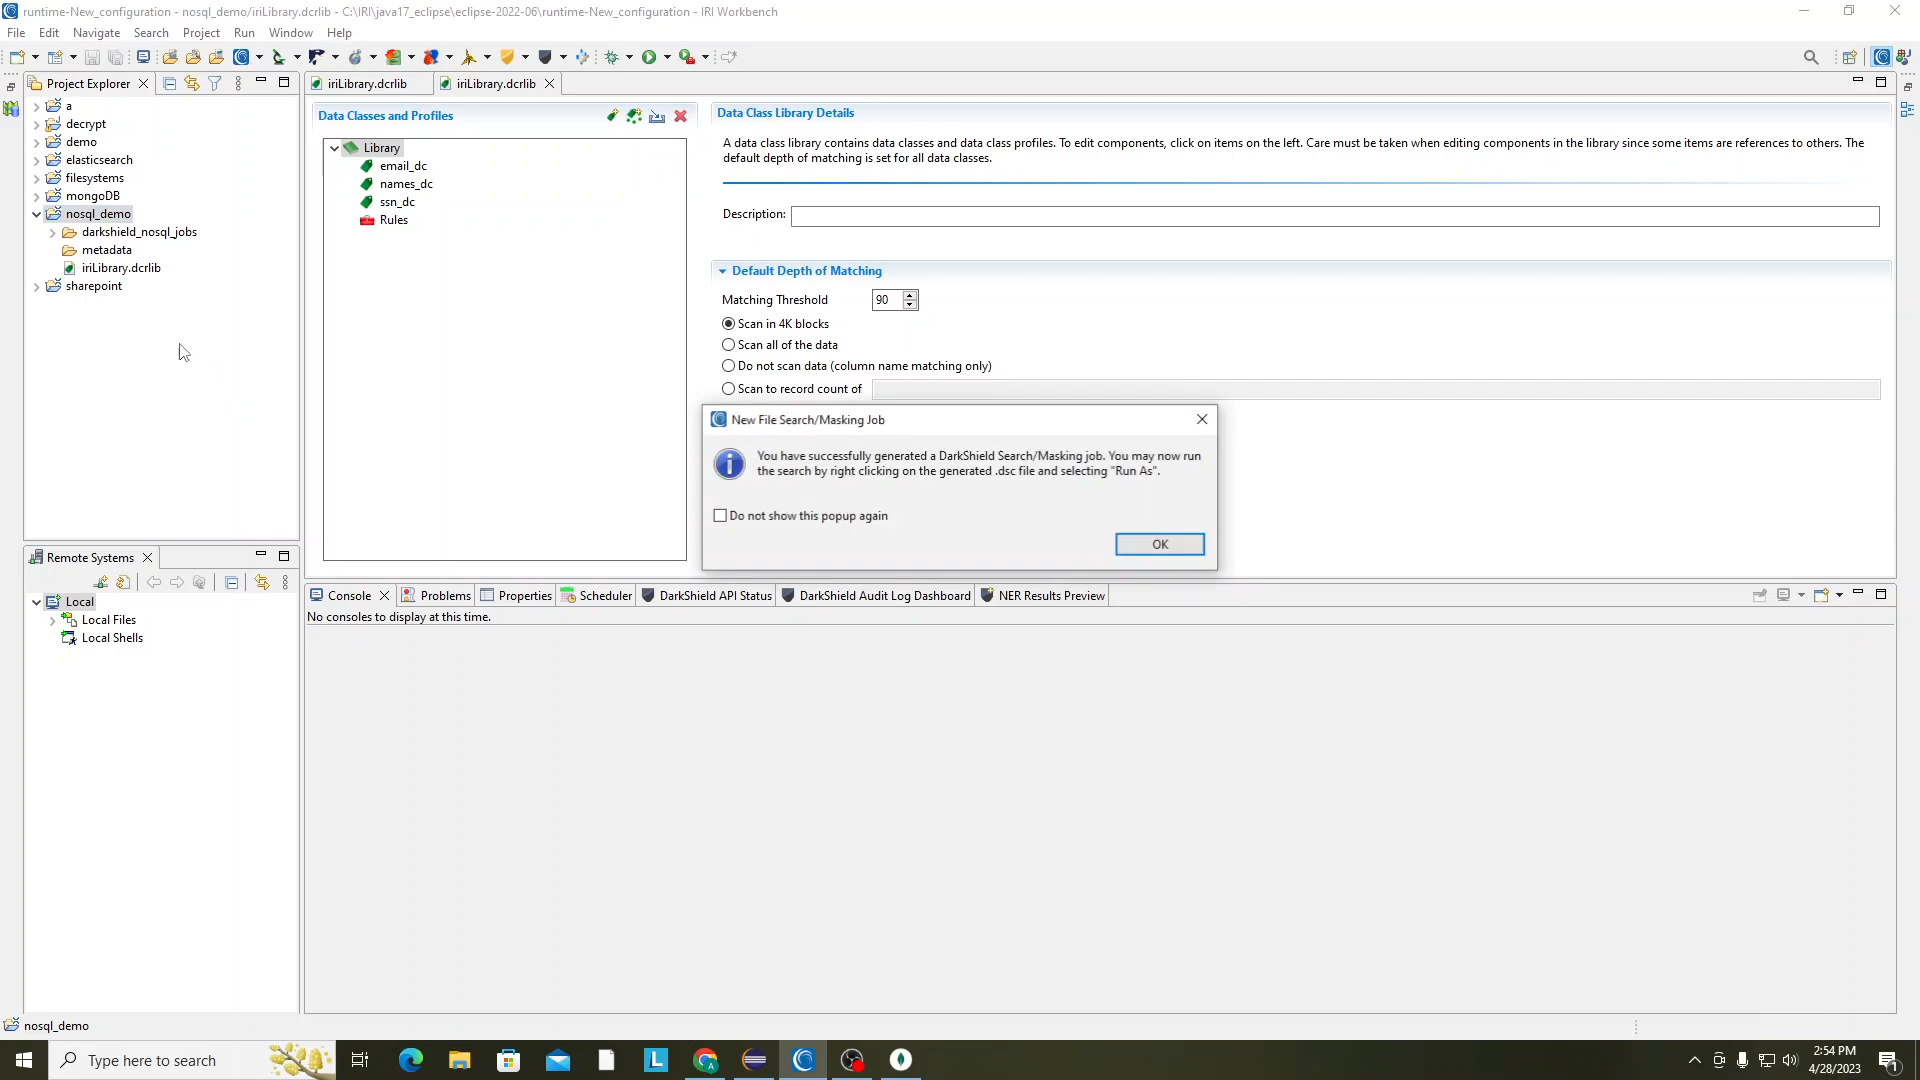 runtime-New_configuration - nosql_demo/iriLibrary.dcrlib - C:\IRI\java17_eclipse\eclipse-2022-06\runtime-New_configuration - IRI Workbench
File Edit Navigate Search Project Run Window Help
Project Explorer
a
decrypt
demo
elasticsearch
filesystems
mongoDB
nosql_demo
darkshield_nosql_jobs
metadata
iriLibrary.dcrlib
sharepoint
iriLibrary.dcrlib
iriLibrary.dcrlib
Data Classes and Profiles
Library
email_dc
names_dc
ssn_dc
Rules
Data Class Library Details
A data class library contains data classes and data class profiles. To edit components, click on items on the left. Care must be taken when editing components in the library since some items are references to others. The
default depth of matching is set for all data classes.
Description:
Default Depth of Matching
Matching Threshold 90
Scan in 4K blocks
Scan all of the data
Do not scan data (column name matching only)
Scan to record count of
New File Search/Masking Job
You have successfully generated a DarkShield Search/Masking job. You may now run
the search by right clicking on the generated .dsc file and selecting "Run As".
Do not show this popup again
OK
Remote Systems
Local
Local Files
Local Shells
Console Problems Properties Scheduler DarkShield API Status DarkShield Audit Log Dashboard NER Results Preview
No consoles to display at this time.
nosql_demo
Type here to search
L
A
2:54 PM
4/28/2023
1